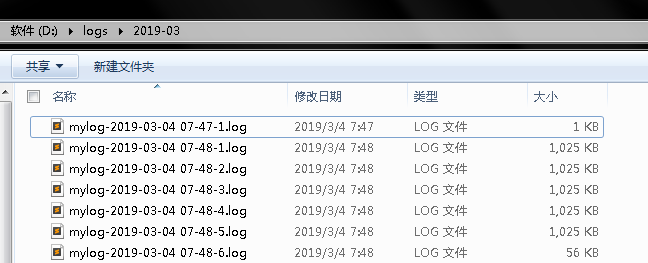 软件 (D:) ▸ logs ▸ 2019-03
共享 ▼ 新建文件夹
名称 修改日期 类型 大小
mylog-2019-03-04 07-47-1.log 2019/3/4 7:47 LOG 文件 1 KB
mylog-2019-03-04 07-48-1.log 2019/3/4 7:48 LOG 文件 1,025 KB
mylog-2019-03-04 07-48-2.log 2019/3/4 7:48 LOG 文件 1,025 KB
mylog-2019-03-04 07-48-3.log 2019/3/4 7:48 LOG 文件 1,025 KB
mylog-2019-03-04 07-48-4.log 2019/3/4 7:48 LOG 文件 1,025 KB
mylog-2019-03-04 07-48-5.log 2019/3/4 7:48 LOG 文件 1,025 KB
mylog-2019-03-04 07-48-6.log 2019/3/4 7:48 LOG 文件 56 KB